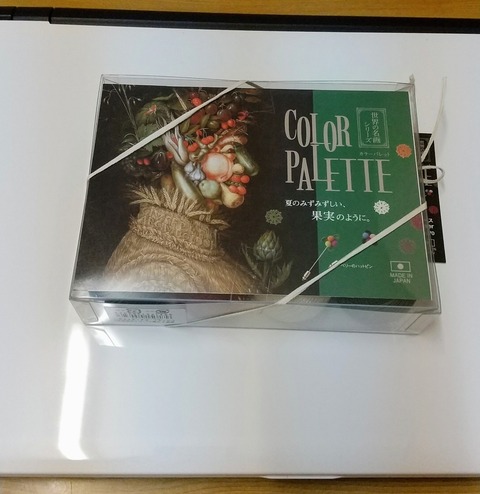 COLOR
PALETTE
世界の名画
シリーズ
カラーパレット
夏のみずみずしい、
果実のように。
MADE IN
JAPAN